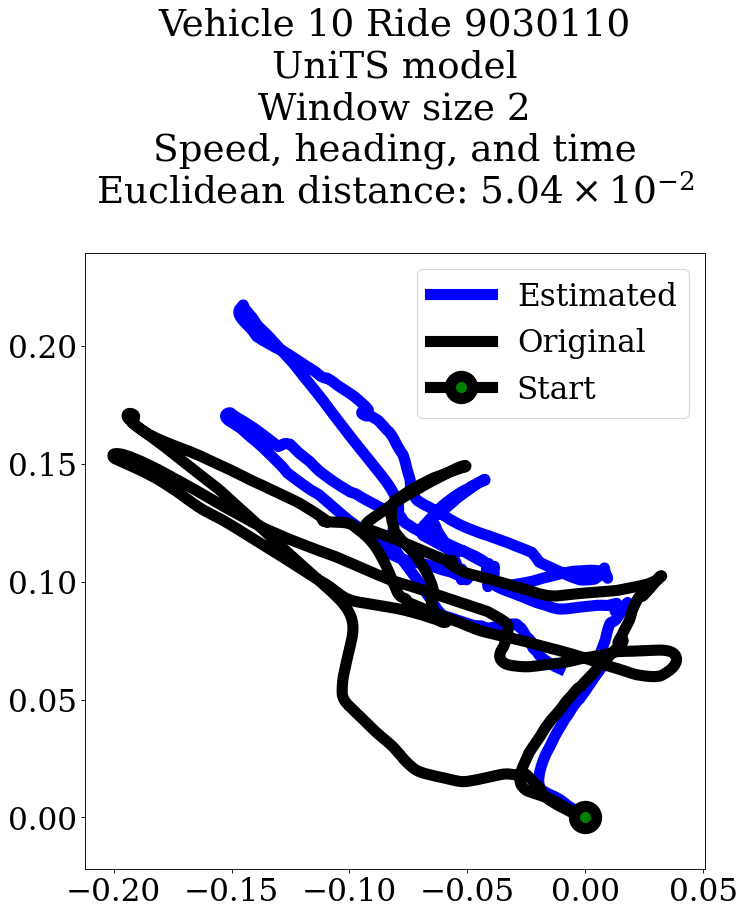 Vehicle 10 Ride 9030110
UniTS model
Window size 2
Speed, heading, and time
Euclidean distance: 5.04 × 10⁻²
Estimated
Original
Start
0.20
0.15
0.10
0.05
0.00
−0.20 −0.15 −0.10 −0.05 0.00 0.05